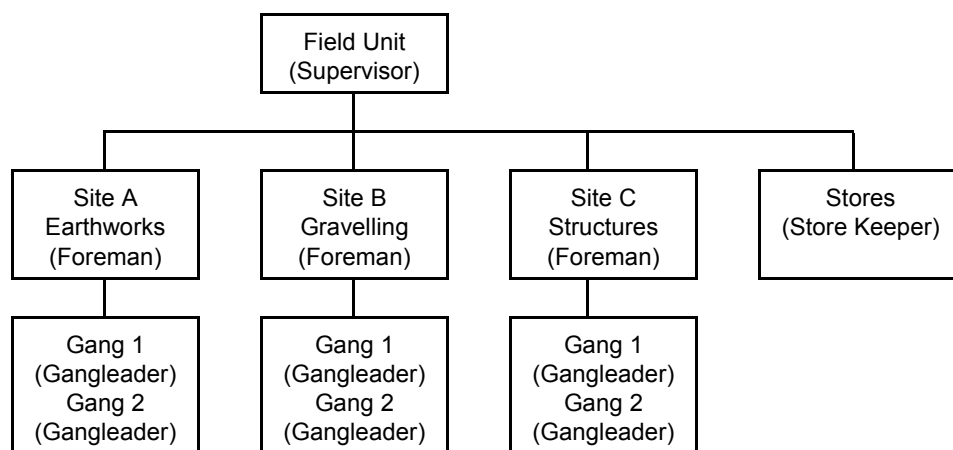 Field Unit
(Supervisor)
Site A
Earthworks
(Foreman)
Site B
Gravelling
(Foreman)
Site C
Structures
(Foreman)
Stores
(Store Keeper)
Gang 1
(Gangleader)
Gang 2
(Gangleader)
Gang 1
(Gangleader)
Gang 2
(Gangleader)
Gang 1
(Gangleader)
Gang 2
(Gangleader)